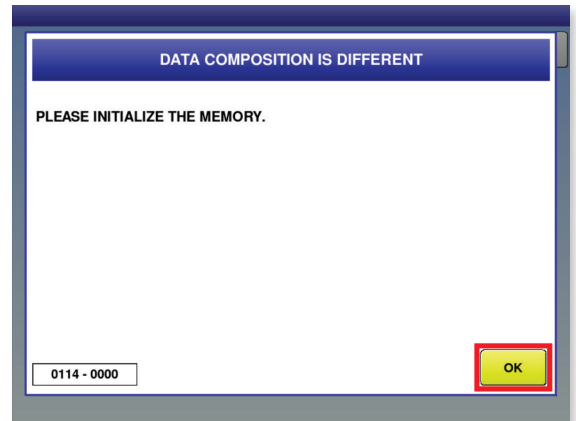 DATA COMPOSITION IS DIFFERENT
PLEASE INITIALIZE THE MEMORY.
0114 - 0000
OK